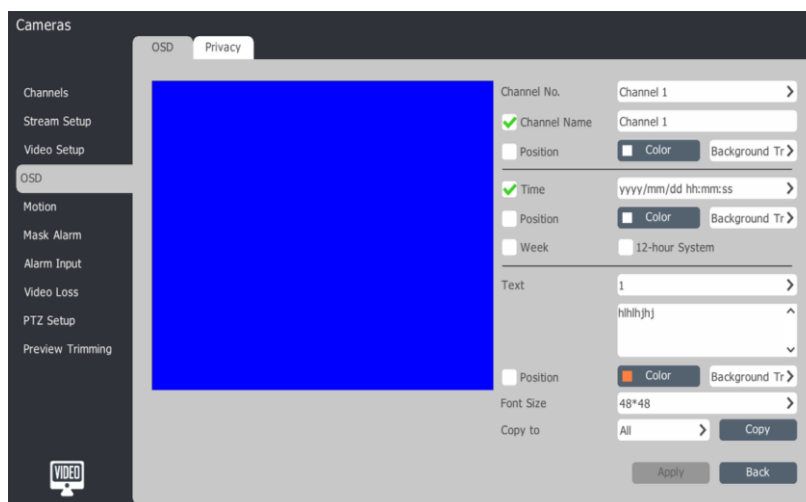 Cameras
OSD Privacy
Channels
Stream Setup
Video Setup
OSD
Motion
Mask Alarm
Alarm Input
Video Loss
PTZ Setup
Preview Trimming
VIDEO
Channel No. Channel 1
Channel Name Channel 1
Position Color Background Tr
Time yyyy/mm/dd hh:mm:ss
Position Color Background Tr
Week 12-hour System
Text 1
hlhlhjhj
Position Color Background Tr
Font Size 48*48
Copy to All Copy
Apply Back